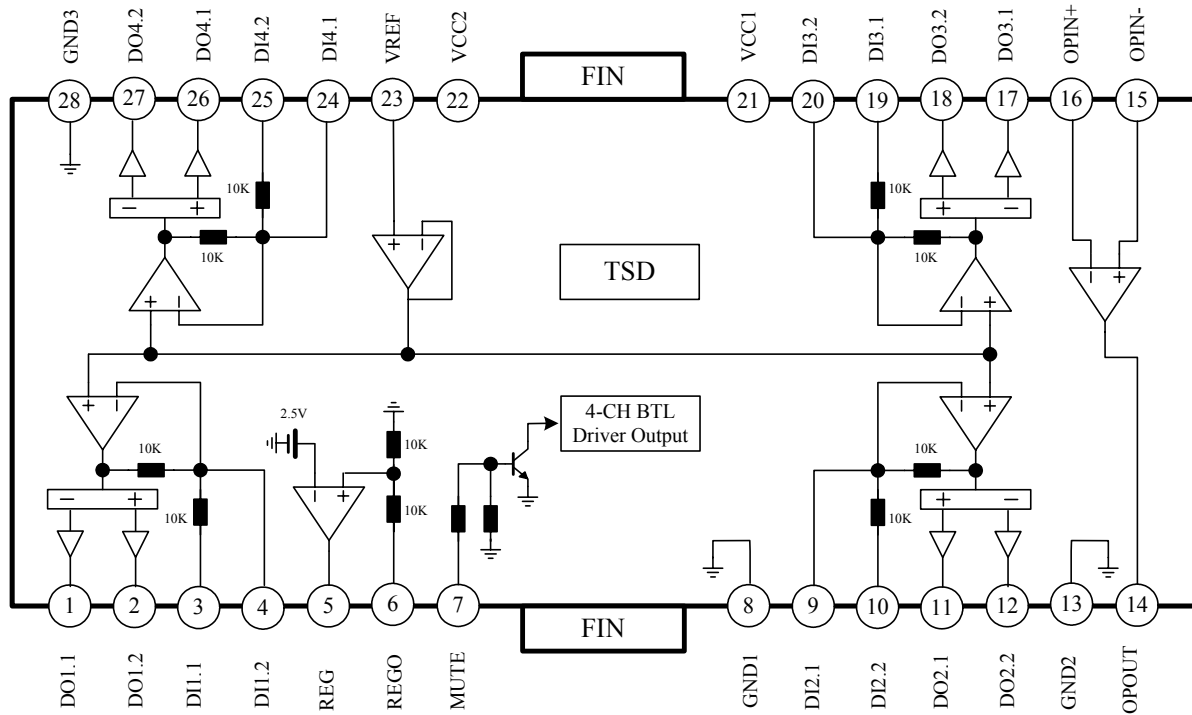 GND3 DO4.2 DO4.1 DI4.2 DI4.1 VREF VCC2 VCC1 DI3.2 DI3.1 DO3.2 DO3.1 OPIN+ OPIN-
FIN
28 27 26 25 24 23 22 21 20 19 18 17 16 15
10K 10K
− + + −
10K 10K
+ − − +
TSD
+ − − +
+ − − +
4-CH BTL
Driver Output
2.5V
10K
10K 10K
− + + −
− +
10K 10K 10K
1 2 3 4 5 6 7 8 9 10 11 12 13 14
FIN
DO1.1 DO1.2 DI1.1 DI1.2 REG REGO MUTE GND1 DI2.1 DI2.2 DO2.1 DO2.2 GND2 OPOUT